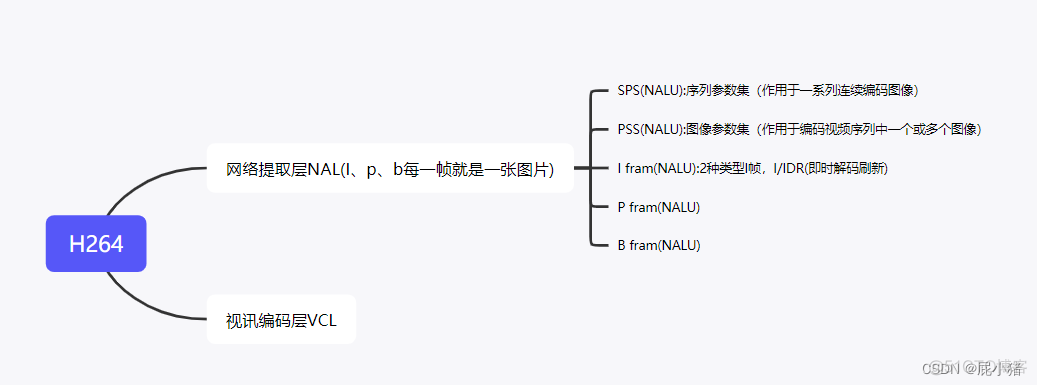 SPS(NALU):序列参数集（作用于一系列连续编码图像）
PSS(NALU):图像参数集（作用于编码视频序列中一个或多个图像）
网络提取层NAL(I、p、b每一帧就是一张图片)
I fram(NALU):2种类型I帧，I/IDR(即时解码刷新)
P fram(NALU)
H264
B fram(NALU)
视讯编码层VCL
CSDN @屁小猪